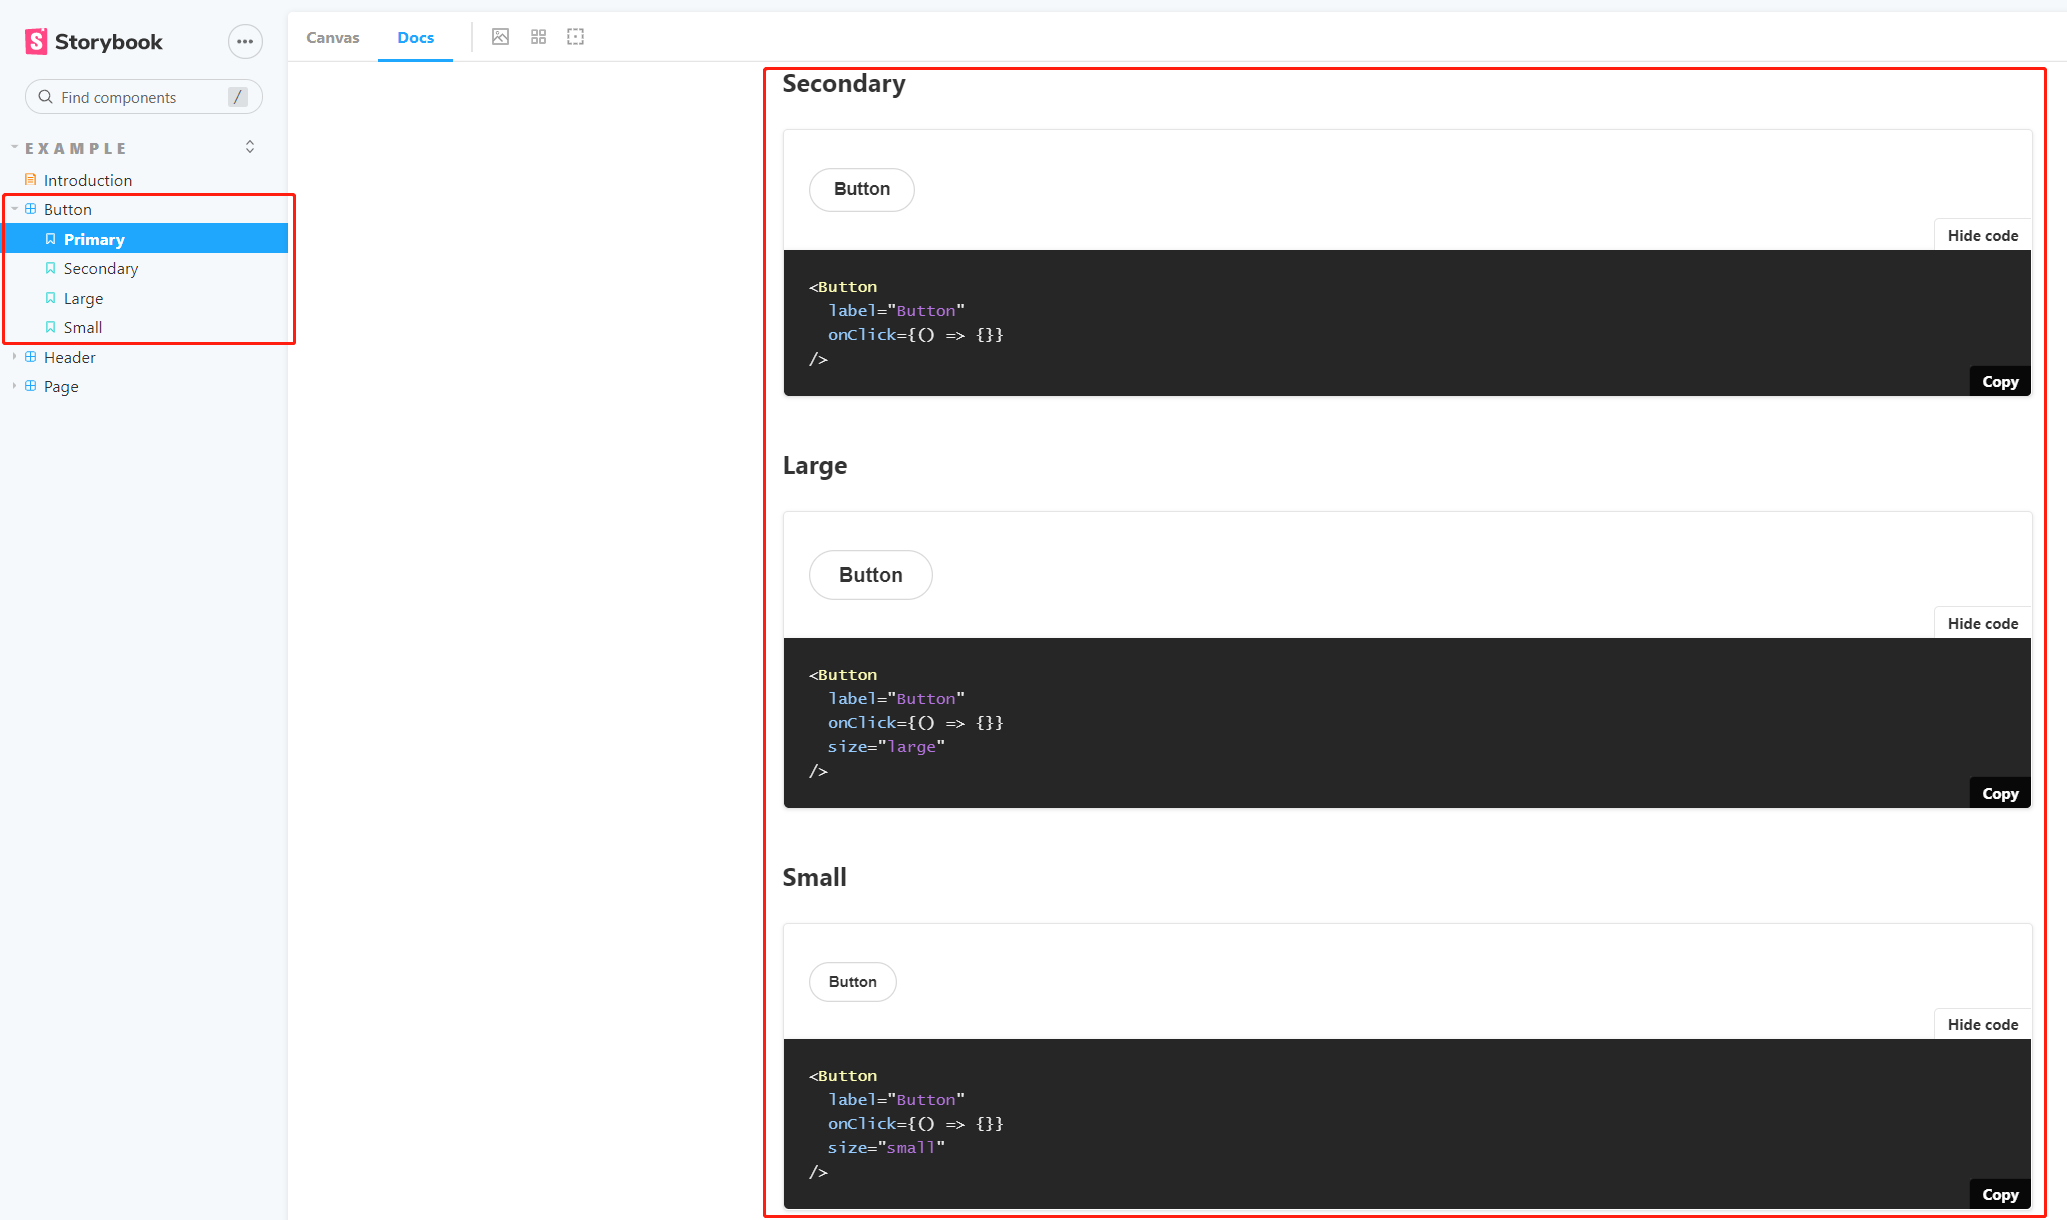 Storybook
Find components /
EXAMPLE
Introduction
Button
Primary
Secondary
Large
Small
Header
Page
Canvas Docs
Secondary
Button
Hide code
<Button
label="Button"
onClick={() => {}}
/>
Copy
Large
Button
Hide code
<Button
label="Button"
onClick={() => {}}
size="large"
/>
Copy
Small
Button
Hide code
<Button
label="Button"
onClick={() => {}}
size="small"
/>
Copy